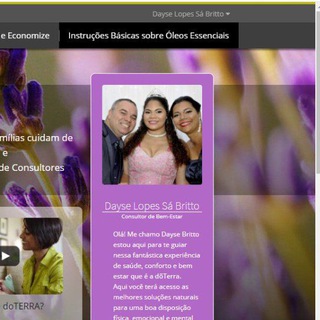 Dayse Lopes Sá Britto
e Economize
Instruções Básicas sobre Óleos Essenciais
mílias cuidam de
e
de Consultores
Dayse Lopes Sá Britto
Consultor de Bem-Estar
Olá! Me chamo Dayse Britto
estou aqui para te guiar
nessa fantástica experiência
de saúde, conforto e bem
estar que é a dōTerra.
Aqui você terá acesso as
melhores soluções naturais
para uma boa disposição
física, emocional e mental
doTERRA?